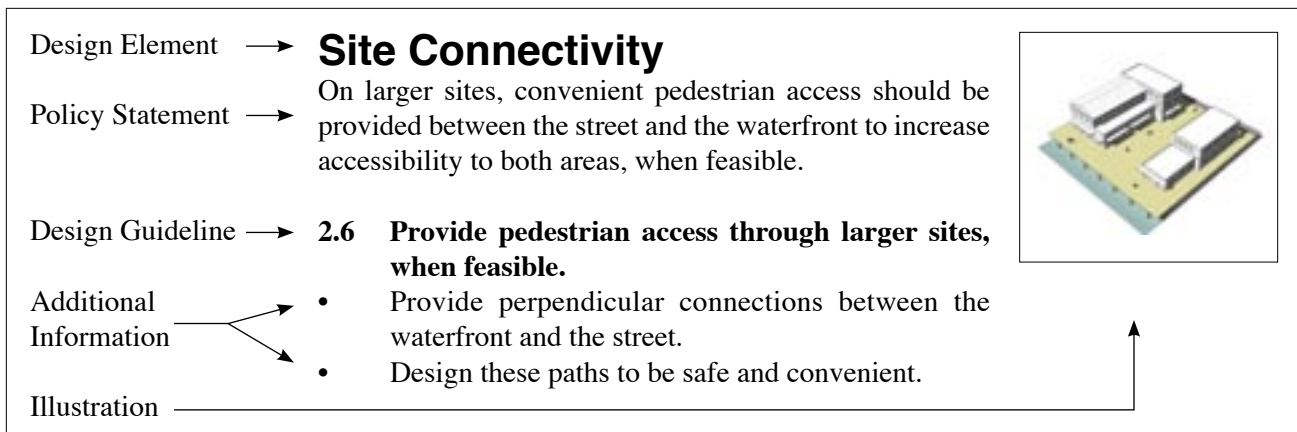 Design Element
Site Connectivity
Policy Statement
On larger sites, convenient pedestrian access should be
provided between the street and the waterfront to increase
accessibility to both areas, when feasible.
Design Guideline
2.6 Provide pedestrian access through larger sites,
when feasible.
Additional
Information
• Provide perpendicular connections between the
waterfront and the street.
• Design these paths to be safe and convenient.
Illustration